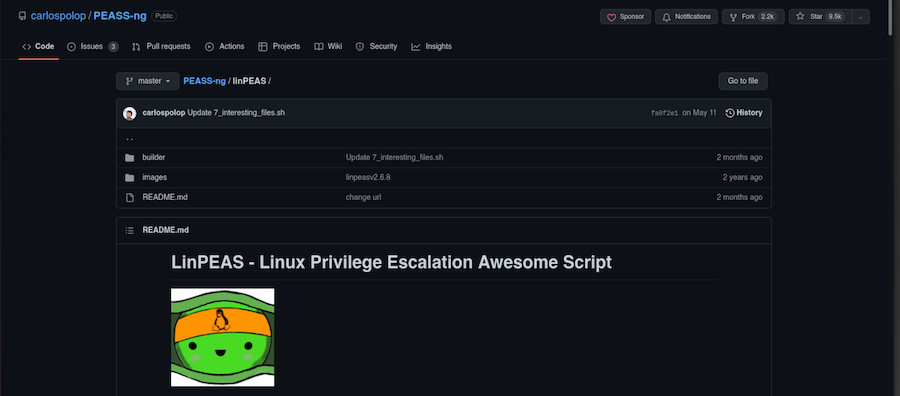 carlospolop / PEASS-ng Public
Sponsor Notifications Fork 2.2k Star 9.5k
Code Issues 3 Pull requests Actions Projects Wiki Security Insights
master PEASS-ng / linPEAS / Go to file
carlospolop Update 7_interesting_files.sh fa0f2e1 on May 11 History
..
builder Update 7_interesting_files.sh 2 months ago
images linpeasv2.6.8 2 years ago
README.md change url 2 months ago
README.md
LinPEAS - Linux Privilege Escalation Awesome Script